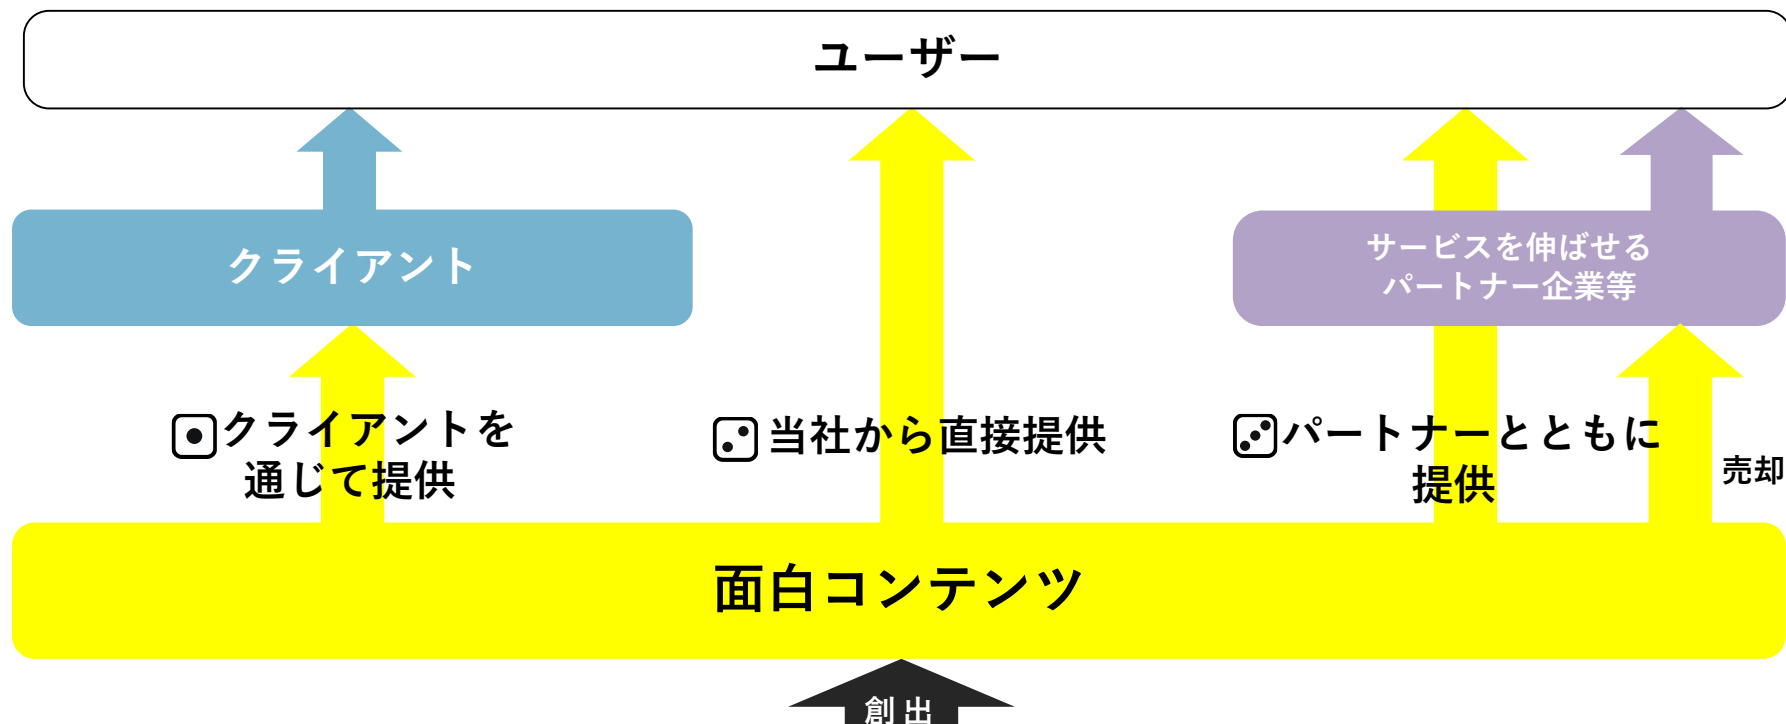 ユーザー
クライアント
サービスを伸ばせる
パートナー企業等
クライアントを
通じて提供
当社から直接提供
パートナーとともに
提供
売却
面白コンテンツ
創出